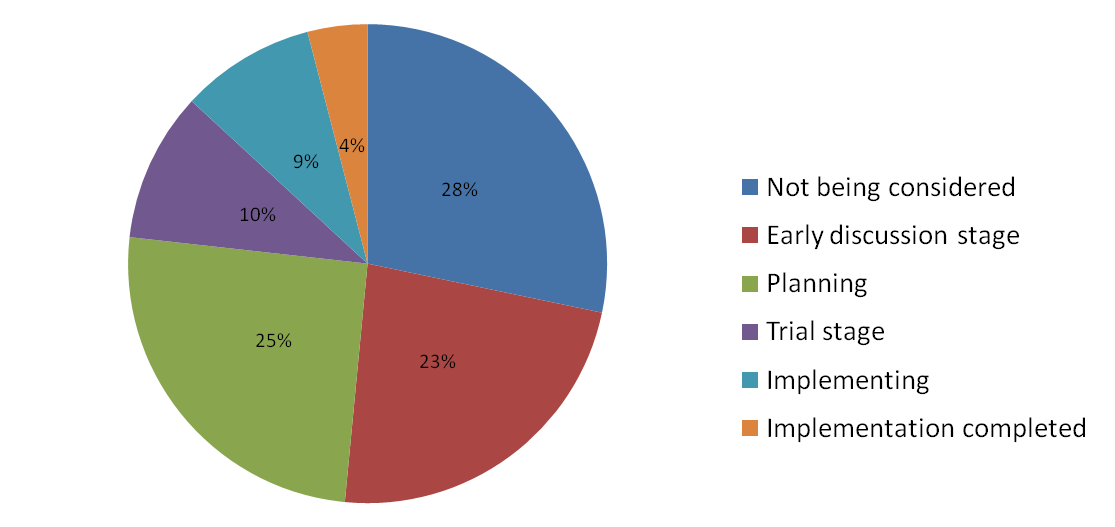 4%
9%
28%
10%
25%
23%
Not being considered
Early discussion stage
Planning
Trial stage
Implementing
Implementation completed